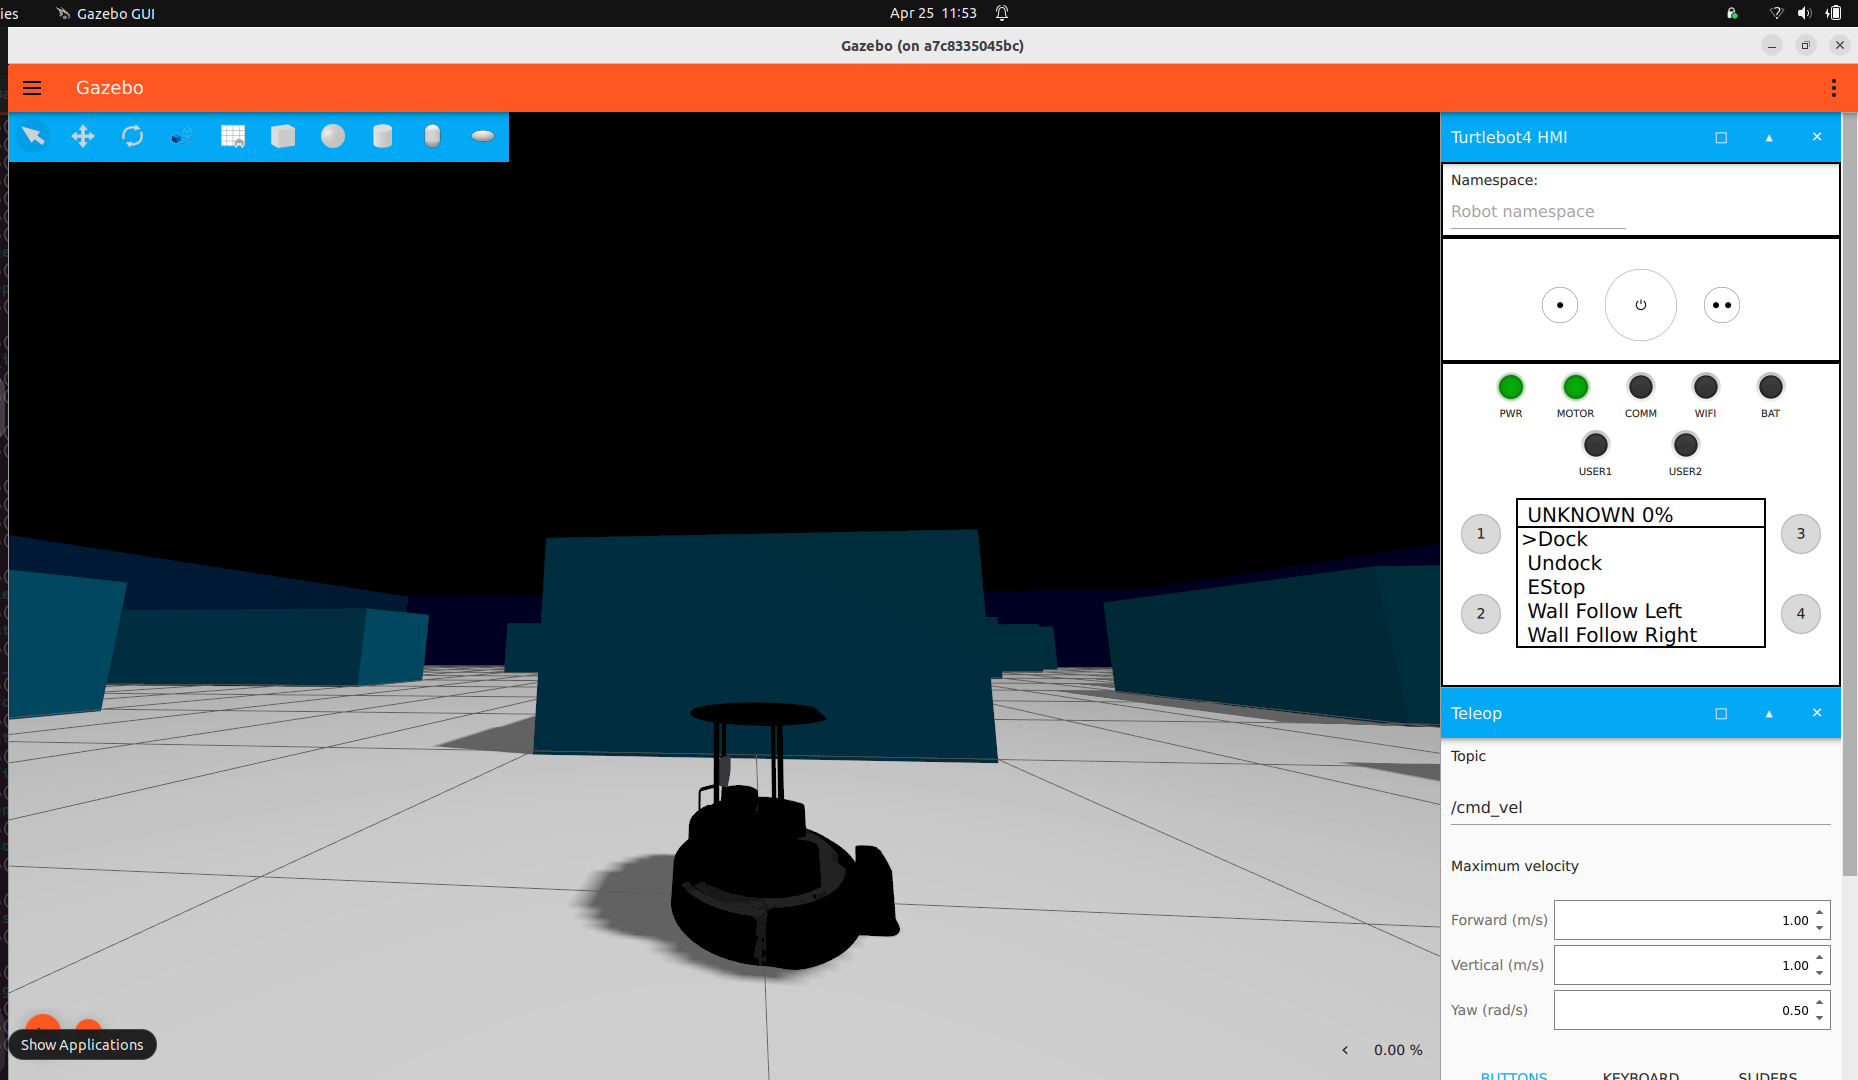 ies Gazebo GUI Apr 25 11:53
Gazebo (on a7c8335045bc)
Gazebo
Turtlebot4 HMI
Namespace:
Robot namespace
PWR MOTOR COMM WIFI BAT
USER1 USER2
UNKNOWN 0%
1 >Dock 3
Undock
EStop
2 Wall Follow Left 4
Wall Follow Right
Teleop
Topic
/cmd_vel
Maximum velocity
Forward (m/s) 1.00
Vertical (m/s) 1.00
Yaw (rad/s) 0.50
Show Applications
< 0.00 %
BUTTONS KEYBOARD SLIDERS